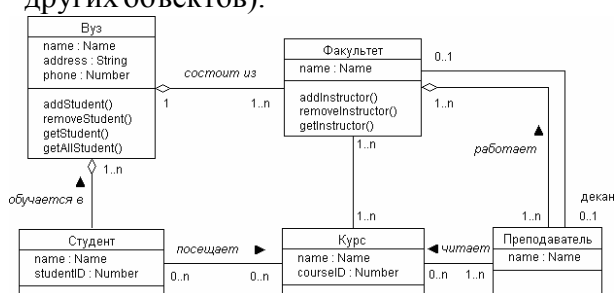 других объектов).
Вуз
name : Name
address : String
phone : Number
addStudent()
removeStudent()
getStudent()
getAllStudent()
состоит из
1
1..n
Факультет
name : Name
addInstructor()
removeInstructor()
getInstructor()
0..1
1..n
работает
1..n
обучается в
1..n
1..n
1..n
декан
0..1
Студент
name : Name
studentID : Number
посещает
0..n
0..n
Курс
name : Name
courseID : Number
читает
0..n
1..n
Преподаватель
name : Name